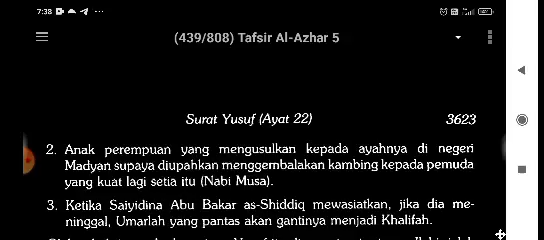 7:38
(439/808) Tafsir Al-Azhar 5
Surat Yusuf (Ayat 22) 3623
2. Anak perempuan yang mengusulkan kepada ayahnya di negeri
Madyan supaya diupahkan menggembalakan kambing kepada pemuda
yang kuat lagi setia itu (Nabi Musa).
3. Ketika Saiyidina Abu Bakar as-Shiddiq mewasiatkan, jika dia me-
ninggal, Umarlah yang pantas akan gantinya menjadi Khalifah.